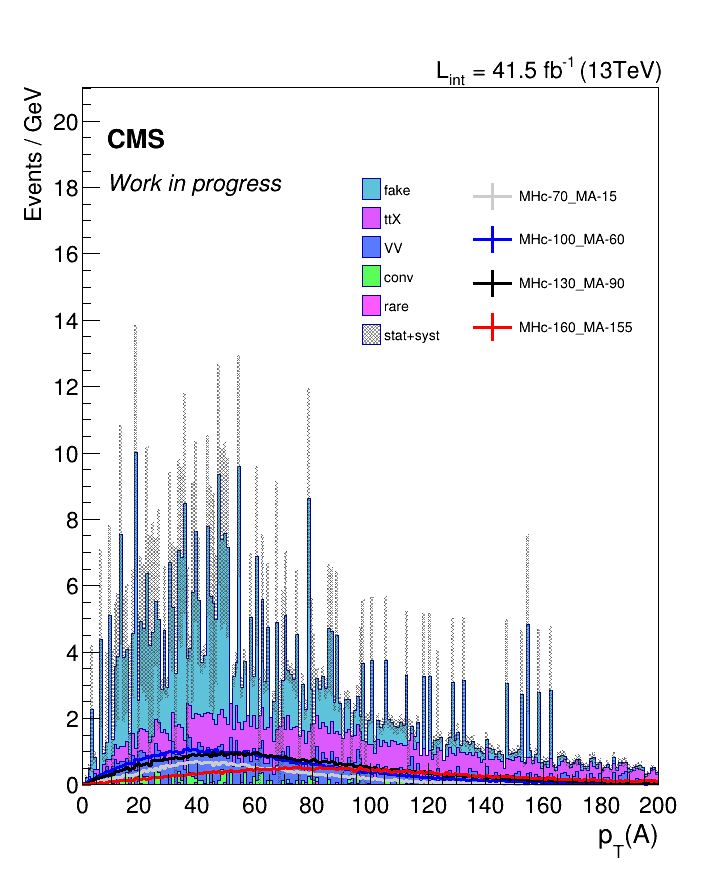 L_int = 41.5 fb^-1 (13TeV)
Events / GeV
CMS
Work in progress
fake
ttX
VV
conv
rare
stat+syst
MHc-70_MA-15
MHc-100_MA-60
MHc-130_MA-90
MHc-160_MA-155
20
18
16
14
12
10
8
6
4
2
0
0 20 40 60 80 100 120 140 160 180 200
p_T(A)